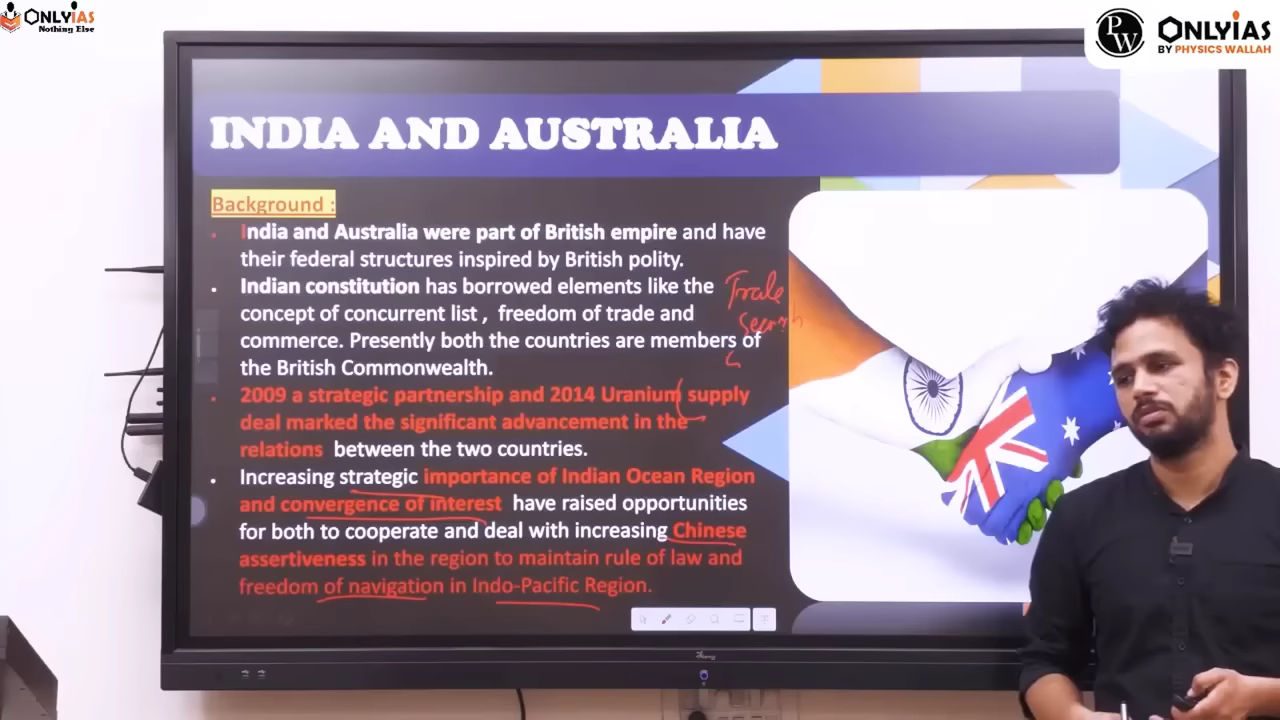 ONLYIAS
Nothing Else
PW
ONLYIAS
BY PHYSICS WALLAH
INDIA AND AUSTRALIA
Background :
India and Australia were part of British empire and have
their federal structures inspired by British polity.
Indian constitution has borrowed elements like the
concept of concurrent list , freedom of trade and
commerce. Presently both the countries are members of
the British Commonwealth.
2009 a strategic partnership and 2014 Uranium supply
deal marked the significant advancement in the
relations between the two countries.
Increasing strategic importance of Indian Ocean Region
and convergence of interest have raised opportunities
for both to cooperate and deal with increasing Chinese
assertiveness in the region to maintain rule of law and
freedom of navigation in Indo-Pacific Region.
Trade